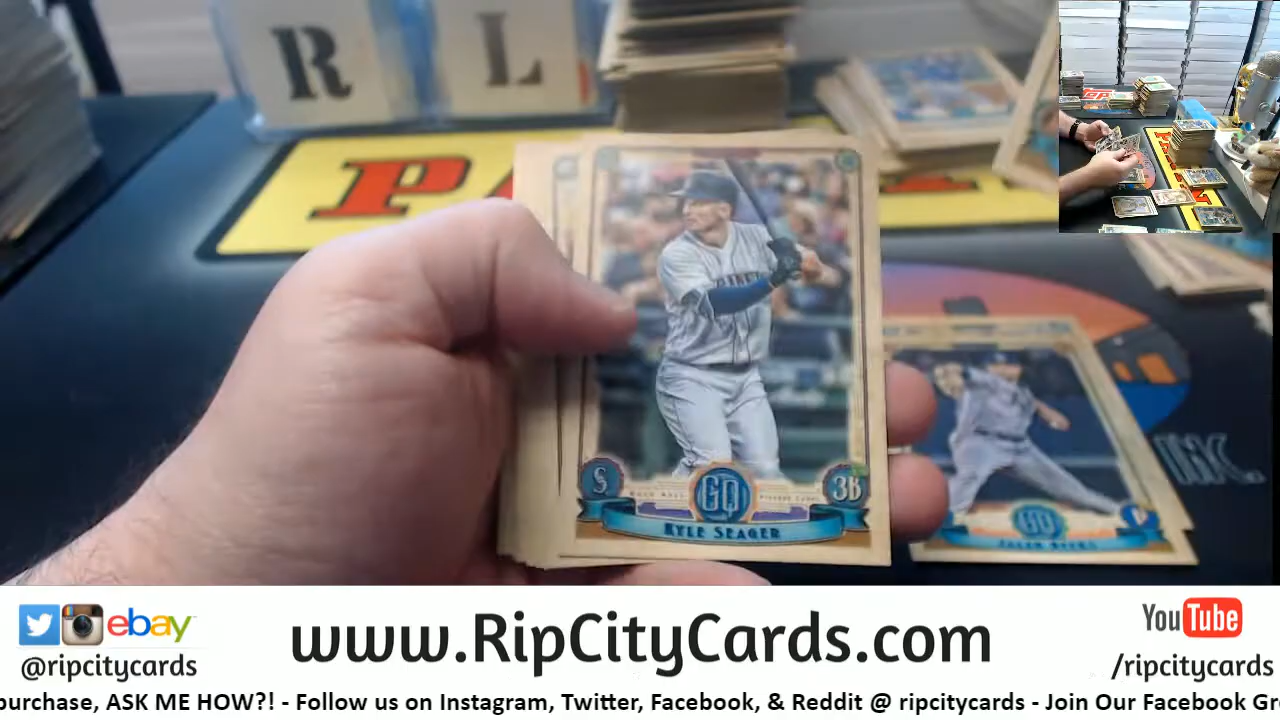 R L
P
S
GQ
3B
KYLE SEAGER
GQ
INC.
ebay
@ripcitycards
www.RipCityCards.com
YouTube
/ripcitycards
purchase, ASK ME HOW?! - Follow us on Instagram, Twitter, Facebook, & Reddit @ ripcitycards - Join Our Facebook Gr